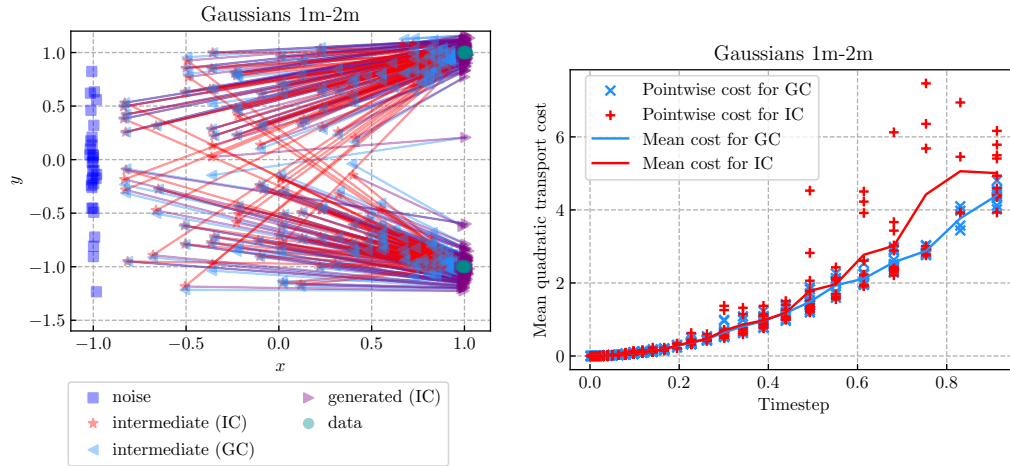 Gaussians 1m-2m
1.0
0.5
0.0
−0.5
−1.0
−1.5
y
−1.0
−0.5
0.0
0.5
1.0
x
noise
intermediate (IC)
intermediate (GC)
generated (IC)
data
Gaussians 1m-2m
Pointwise cost for GC
Pointwise cost for IC
Mean cost for GC
Mean cost for IC
Mean quadratic transport cost
6
4
2
0
0.0
0.2
0.4
0.6
0.8
Timestep